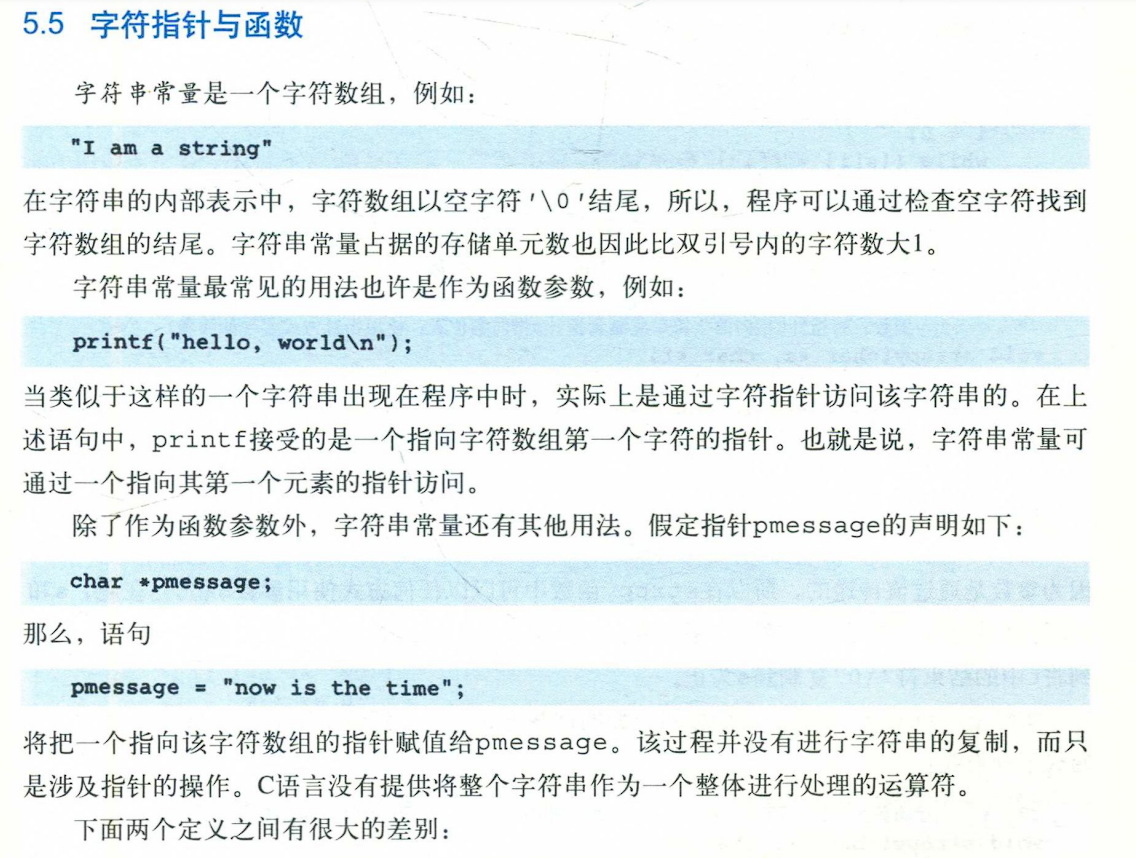 5.5 字符指针与函数
字符串常量是一个字符数组，例如：
"I am a string"
在字符串的内部表示中，字符数组以空字符'\0'结尾，所以，程序可以通过检查空字符找到
字符数组的结尾。字符串常量占据的存储单元数也因此比双引号内的字符数大1。
字符串常量最常见的用法也许是作为函数参数，例如：
printf("hello, world\n");
当类似于这样的一个字符串出现在程序中时，实际上是通过字符指针访问该字符串的。在上
述语句中，printf接受的是一个指向字符数组第一个字符的指针。也就是说，字符串常量可
通过一个指向其第一个元素的指针访问。
除了作为函数参数外，字符串常量还有其他用法。假定指针pmessage的声明如下：
char *pmessage;
那么，语句
pmessage = "now is the time";
将把一个指向该字符数组的指针赋值给pmessage。该过程并没有进行字符串的复制，而只
是涉及指针的操作。C语言没有提供将整个字符串作为一个整体进行处理的运算符。
下面两个定义之间有很大的差别：